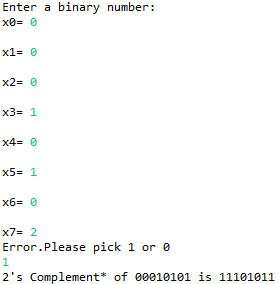 Enter a binary number:
x0= 0
x1= 0
x2= 0
x3= 1
x4= 0
x5= 1
x6= 0
x7= 2
Error.Please pick 1 or 0
1
2's Complement* of 00010101 is 11101011